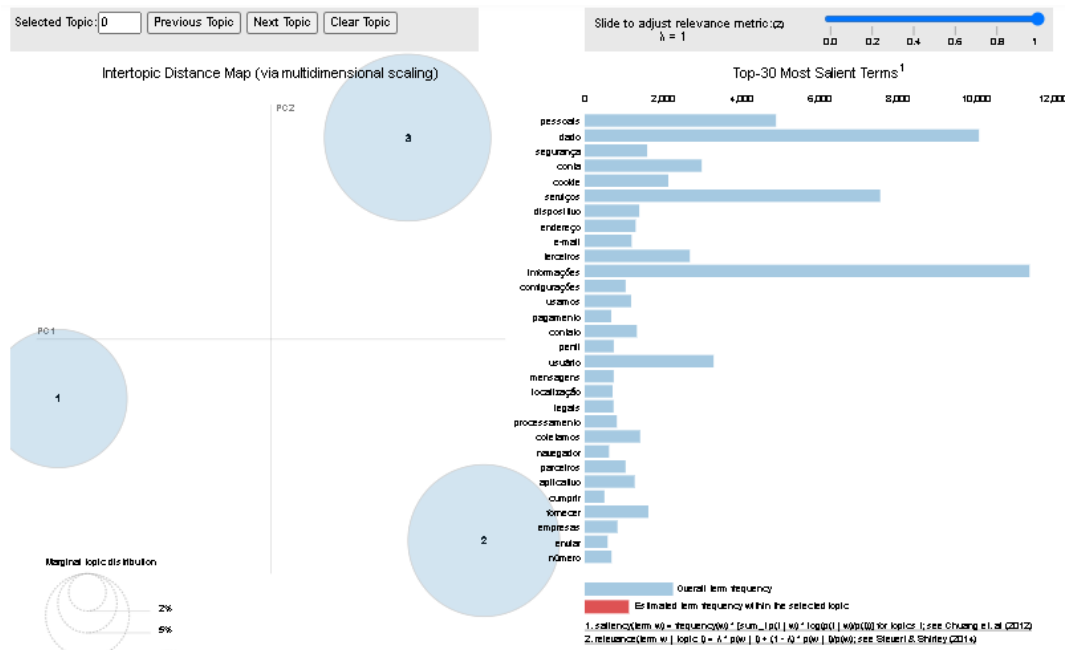 Selected Topic: 0 Previous Topic Next Topic Clear Topic
Slide to adjust relevance metric:(2)
λ = 1
0.0 0.2 0.4 0.6 0.8 1
Intertopic Distance Map (via multidimensional scaling)
PC2
PC1
3
1
2
Marginal topic distribution
2%
5%
Top-30 Most Salient Terms1
0 2,000 4,000 6,000 8,000 10,000 12,000
pessoais
dado
segurança
conta
cookie
serviços
dispositivo
endereço
e-mail
terceiros
informações
configurações
usamos
pagamento
contato
perfil
usuário
mensagens
localização
legais
processamento
coletamos
navegador
parceiros
aplicativo
cumprir
fornecer
empresas
enviar
número
Overall term frequency
Estimated term frequency within the selected topic
1. saliency(term w) = frequency(w) * [sum_t p(t | w) * log(p(t | w)/p(t))] for topics t; see Chuang et. al (2012)
2. relevance(term w | topic t) = λ * p(w | t) + (1 - λ) * p(w | t)/p(w); see Sievert & Shirley (2014)